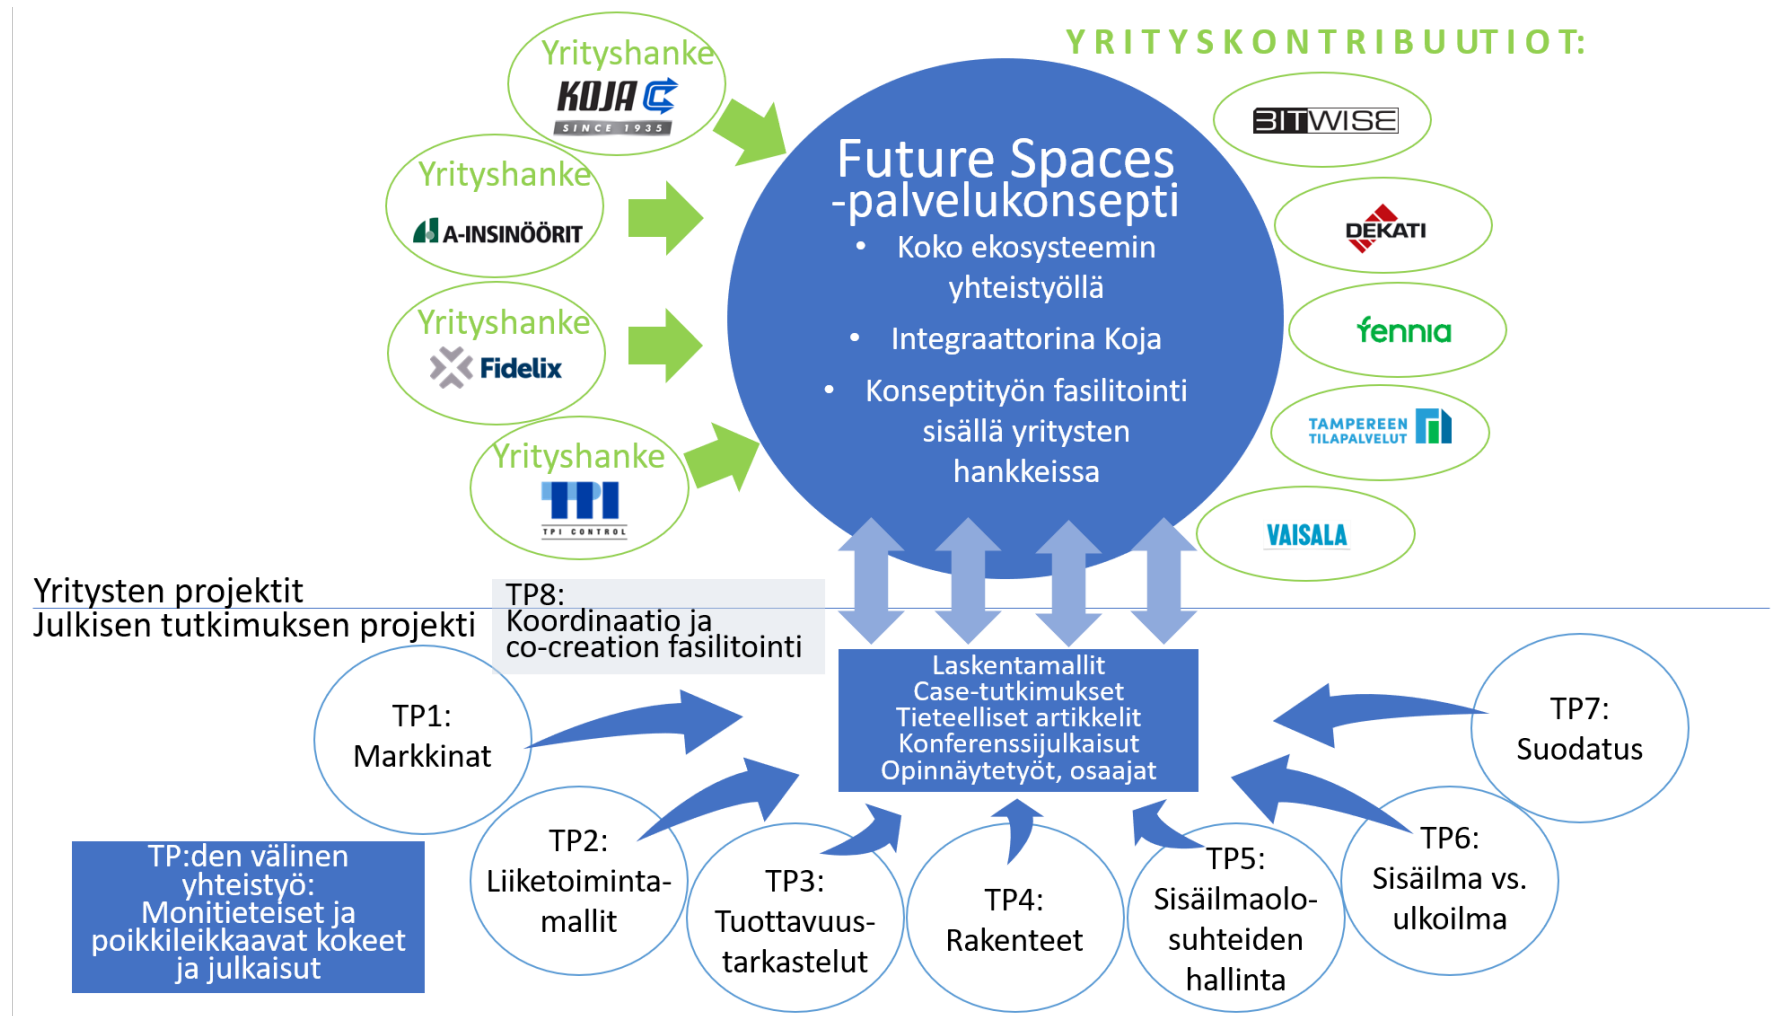 YRITYSKONTRIBUUTIOT:
Yrityshanke
KOJA
SINCE 1935
Yrityshanke
A-INSINÖÖRIT
Yrityshanke
Fidelix
Yrityshanke
TPI
TPI CONTROL
Future Spaces
-palvelukonsepti
• Koko ekosysteemin
yhteistyöllä
• Integraattorina Koja
• Konseptityön fasilitointi
sisällä yritysten
hankkeissa
BITWISE
DEKATI
fennia
TAMPEREEN
TILAPALVELUT
VAISALA
Yritysten projektit
Julkisen tutkimuksen projekti
TP8:
Koordinaatio ja
co-creation fasilitointi
Laskentamallit
Case-tutkimukset
Tieteelliset artikkelit
Konferenssijulkaisut
Opinnäytetyöt, osaajat
TP1:
Markkinat
TP2:
Liiketoiminta-
mallit
TP3:
Tuottavuus-
tarkastelut
TP4:
Rakenteet
TP5:
Sisäilmaolo-
suhteiden
hallinta
TP6:
Sisäilma vs.
ulkoilma
TP7:
Suodatus
TP:den välinen
yhteistyö:
Monitieteiset ja
poikkileikkaavat kokeet
ja julkaisut